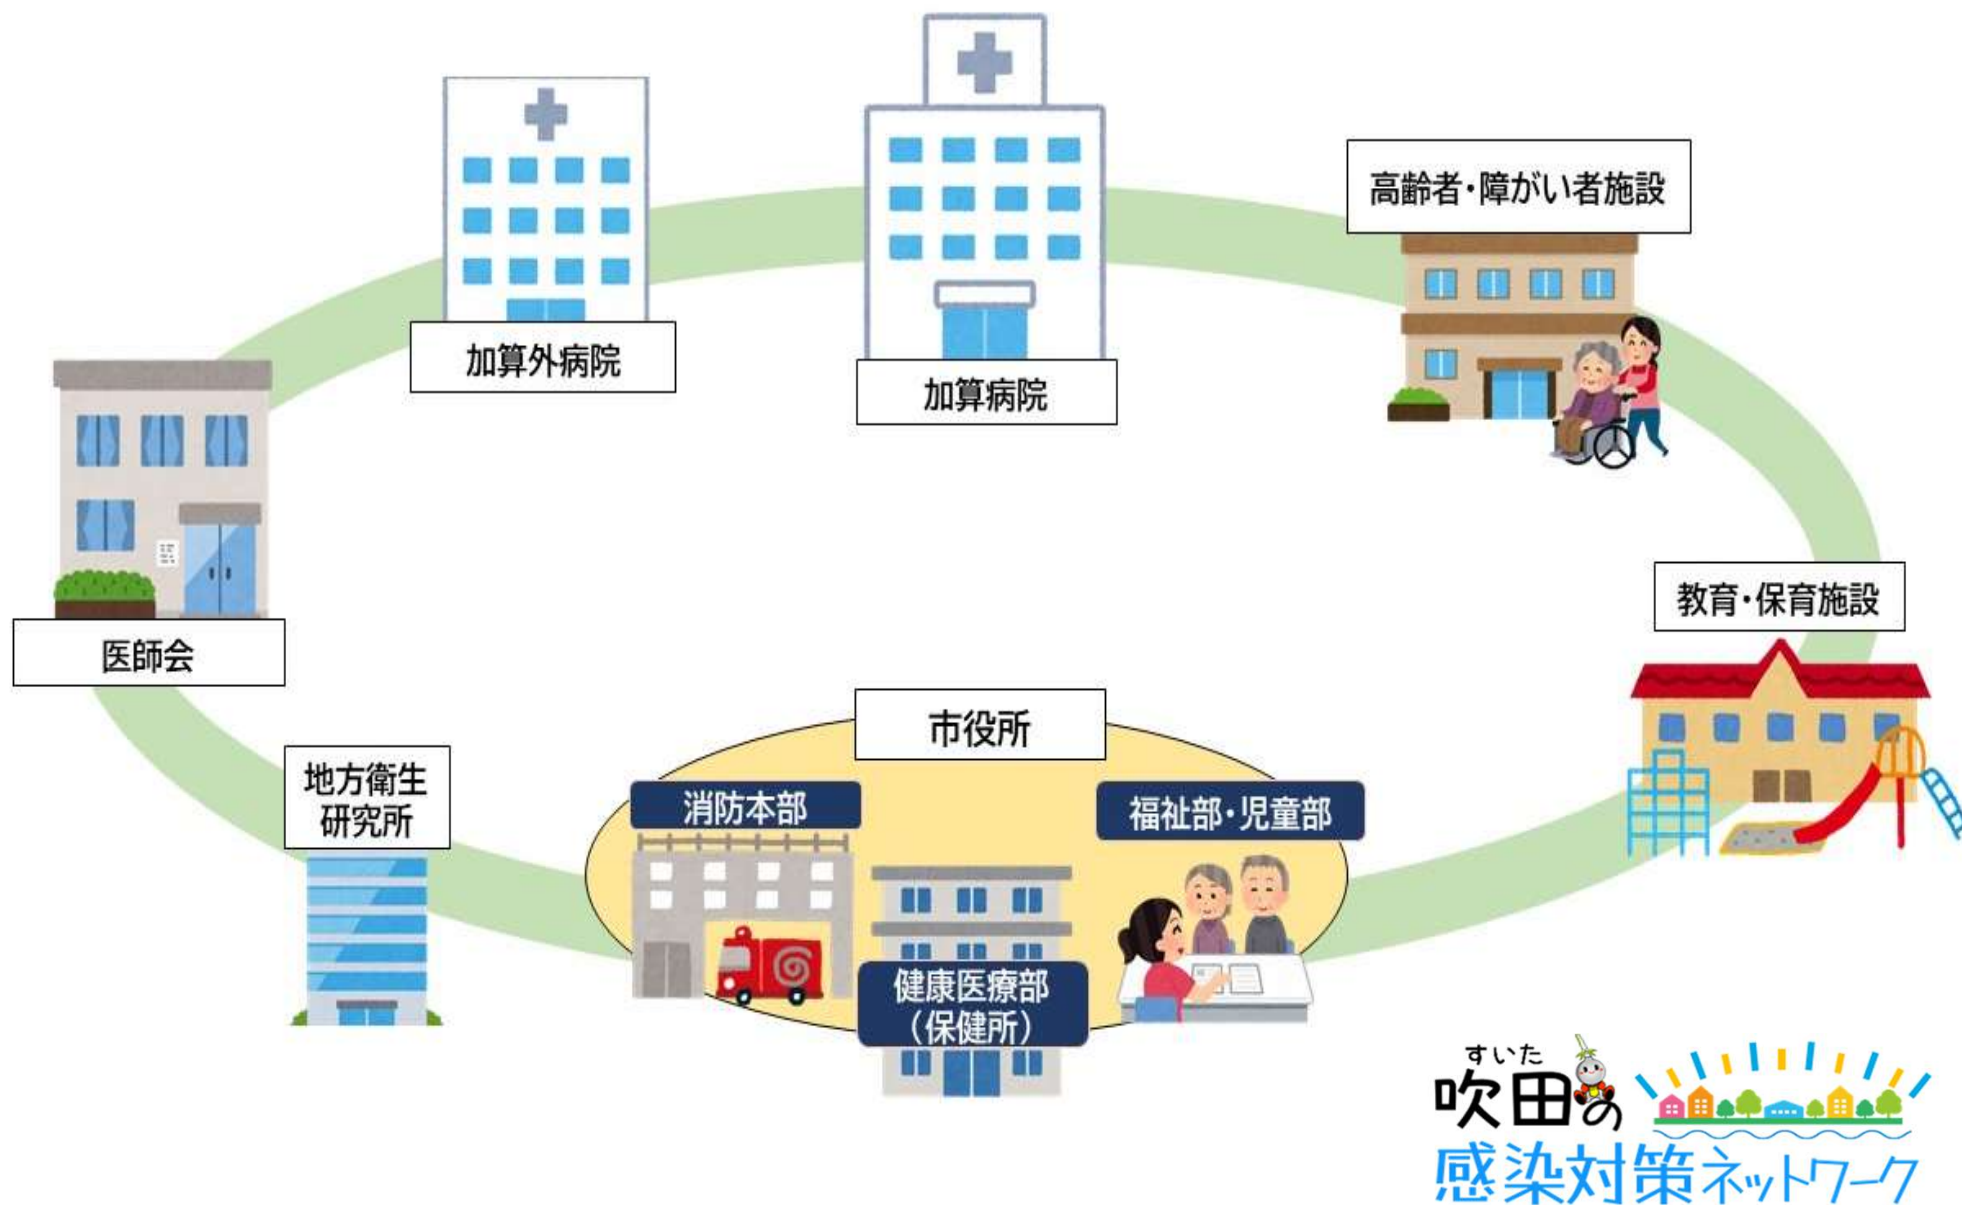 加算外病院
加算病院
高齢者・障がい者施設
医師会
教育・保育施設
地方衛生
研究所
市役所
消防本部
福祉部・児童部
健康医療部
(保健所)
すいた
吹田の
感染対策ネットワーク